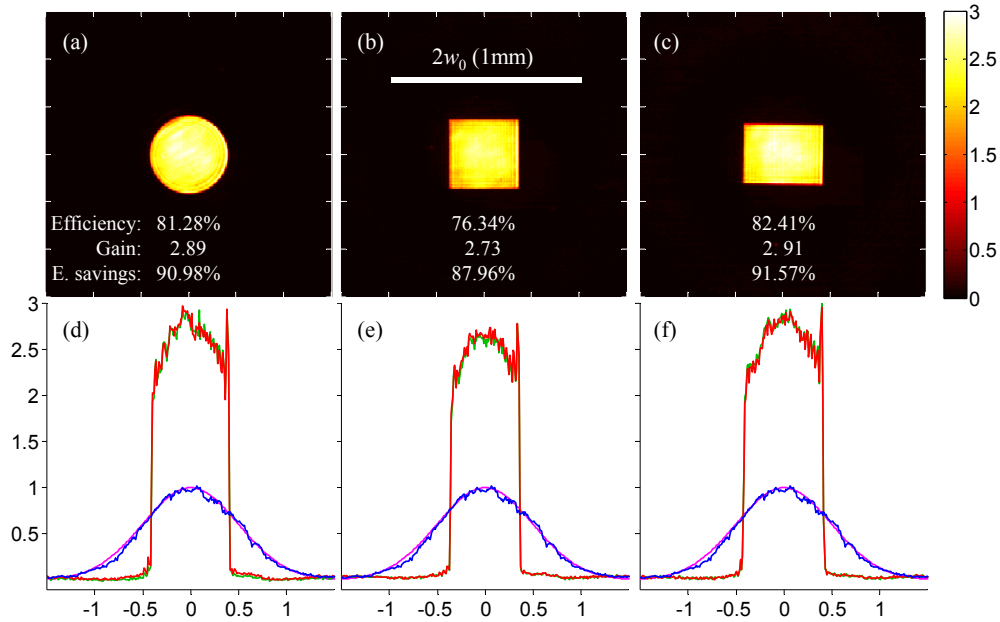 (a)
(b)
(c)
2w₀ (1mm)
Efficiency: 81.28%
Gain: 2.89
E. savings: 90.98%
76.34%
2.73
87.96%
82.41%
2. 91
91.57%
3
2.5
2
1.5
1
0.5
0
(d)
(e)
(f)
3
2.5
2
1.5
1
0.5
-1 -0.5 0 0.5 1
-1 -0.5 0 0.5 1
-1 -0.5 0 0.5 1